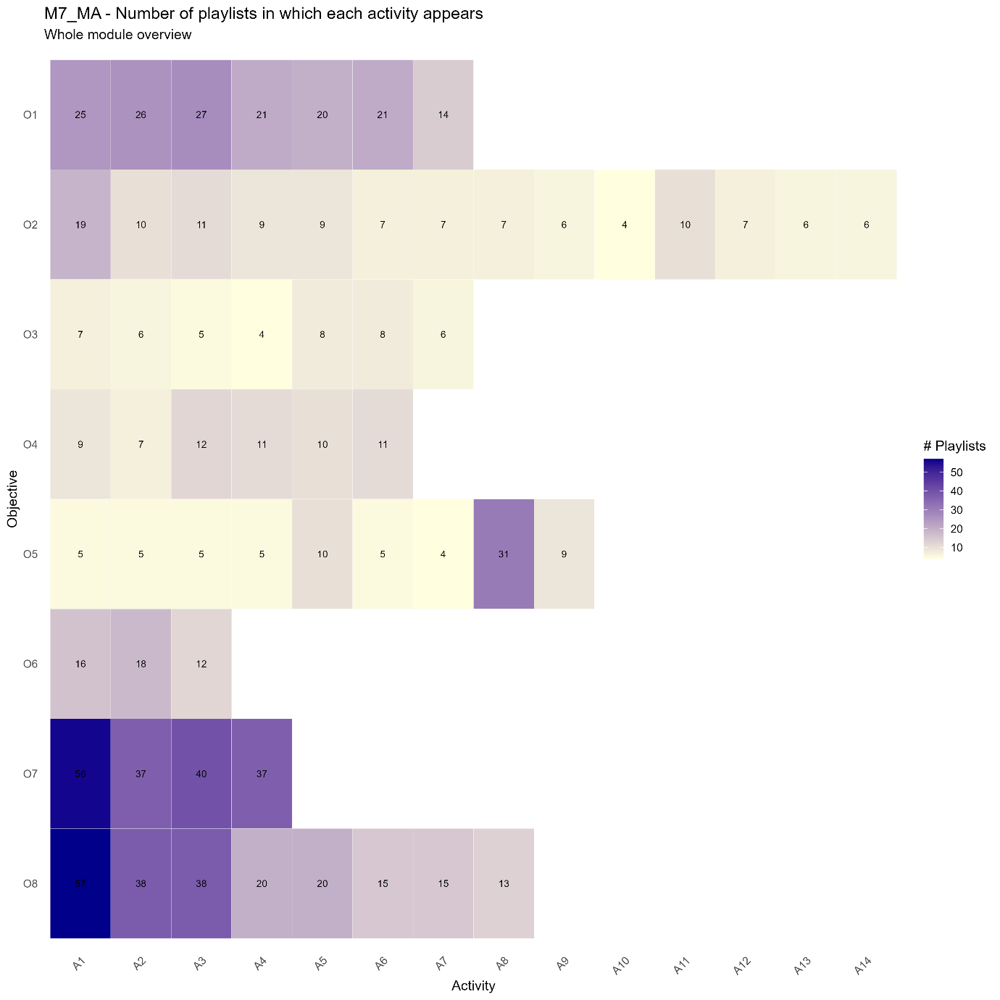 M7_MA - Number of playlists in which each activity appears
Whole module overview
O1 25 26 27 21 20 21 14
O2 19 10 11 9 9 7 7 7 6 4 10 7 6 6
O3 7 6 5 4 8 8 6
O4 9 7 12 11 10 11
O5 5 5 5 5 10 5 4 31 9
O6 16 18 12
O7 56 37 40 37
O8 57 38 38 20 20 15 15 13
A1 A2 A3 A4 A5 A6 A7 A8 A9 A10 A11 A12 A13 A14
Activity
Objective
# Playlists
50
40
30
20
10